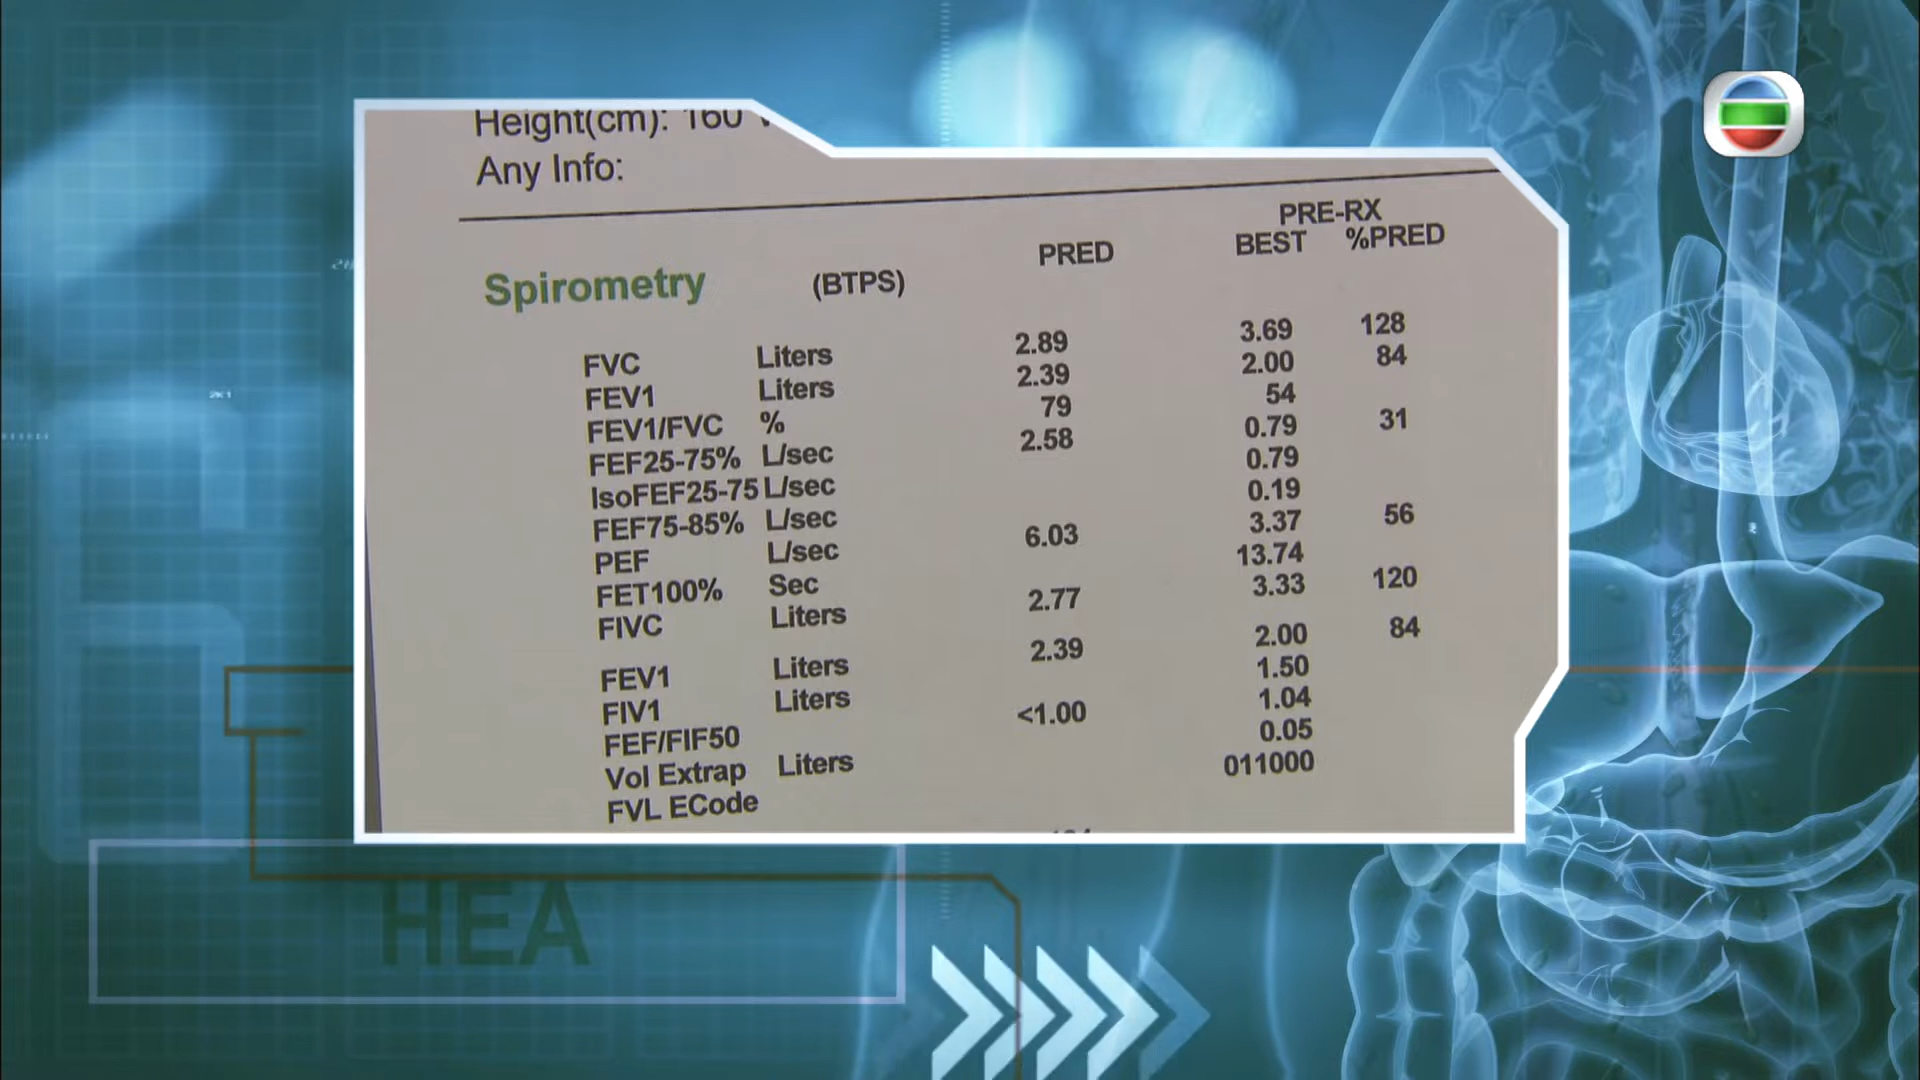 Height(cm): 160
Any Info:
PRE-RX
PRED BEST %PRED
Spirometry (BTPS)
FVC Liters 2.89 3.69 128
FEV1 Liters 2.39 2.00 84
FEV1/FVC % 79 54
FEF25-75% L/sec 2.58 0.79 31
IsoFEF25-75 L/sec 0.79
FEF75-85% L/sec 0.19
PEF L/sec 6.03 3.37 56
FET100% Sec 13.74
FIVC Liters 2.77 3.33 120
FEV1 Liters 2.39 2.00 84
FIV1 Liters 1.50
FEF/FIF50 <1.00 1.04
Vol Extrap Liters 0.05
FVL ECode 011000
HEA